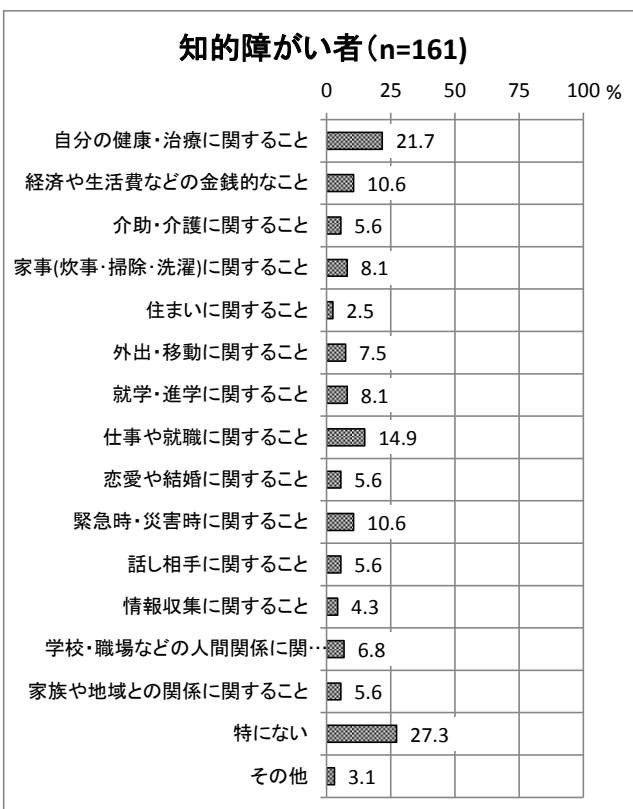 知的障がい者(n=161)
0 25 50 75 100 %
自分の健康・治療に関すること 21.7
経済や生活費などの金銭的なこと 10.6
介助・介護に関すること 5.6
家事(炊事・掃除・洗濯)に関すること 8.1
住まいに関すること 2.5
外出・移動に関すること 7.5
就学・進学に関すること 8.1
仕事や就職に関すること 14.9
恋愛や結婚に関すること 5.6
緊急時・災害時に関すること 10.6
話し相手に関すること 5.6
情報収集に関すること 4.3
学校・職場などの人間関係に関… 6.8
家族や地域との関係に関すること 5.6
特にない 27.3
その他 3.1